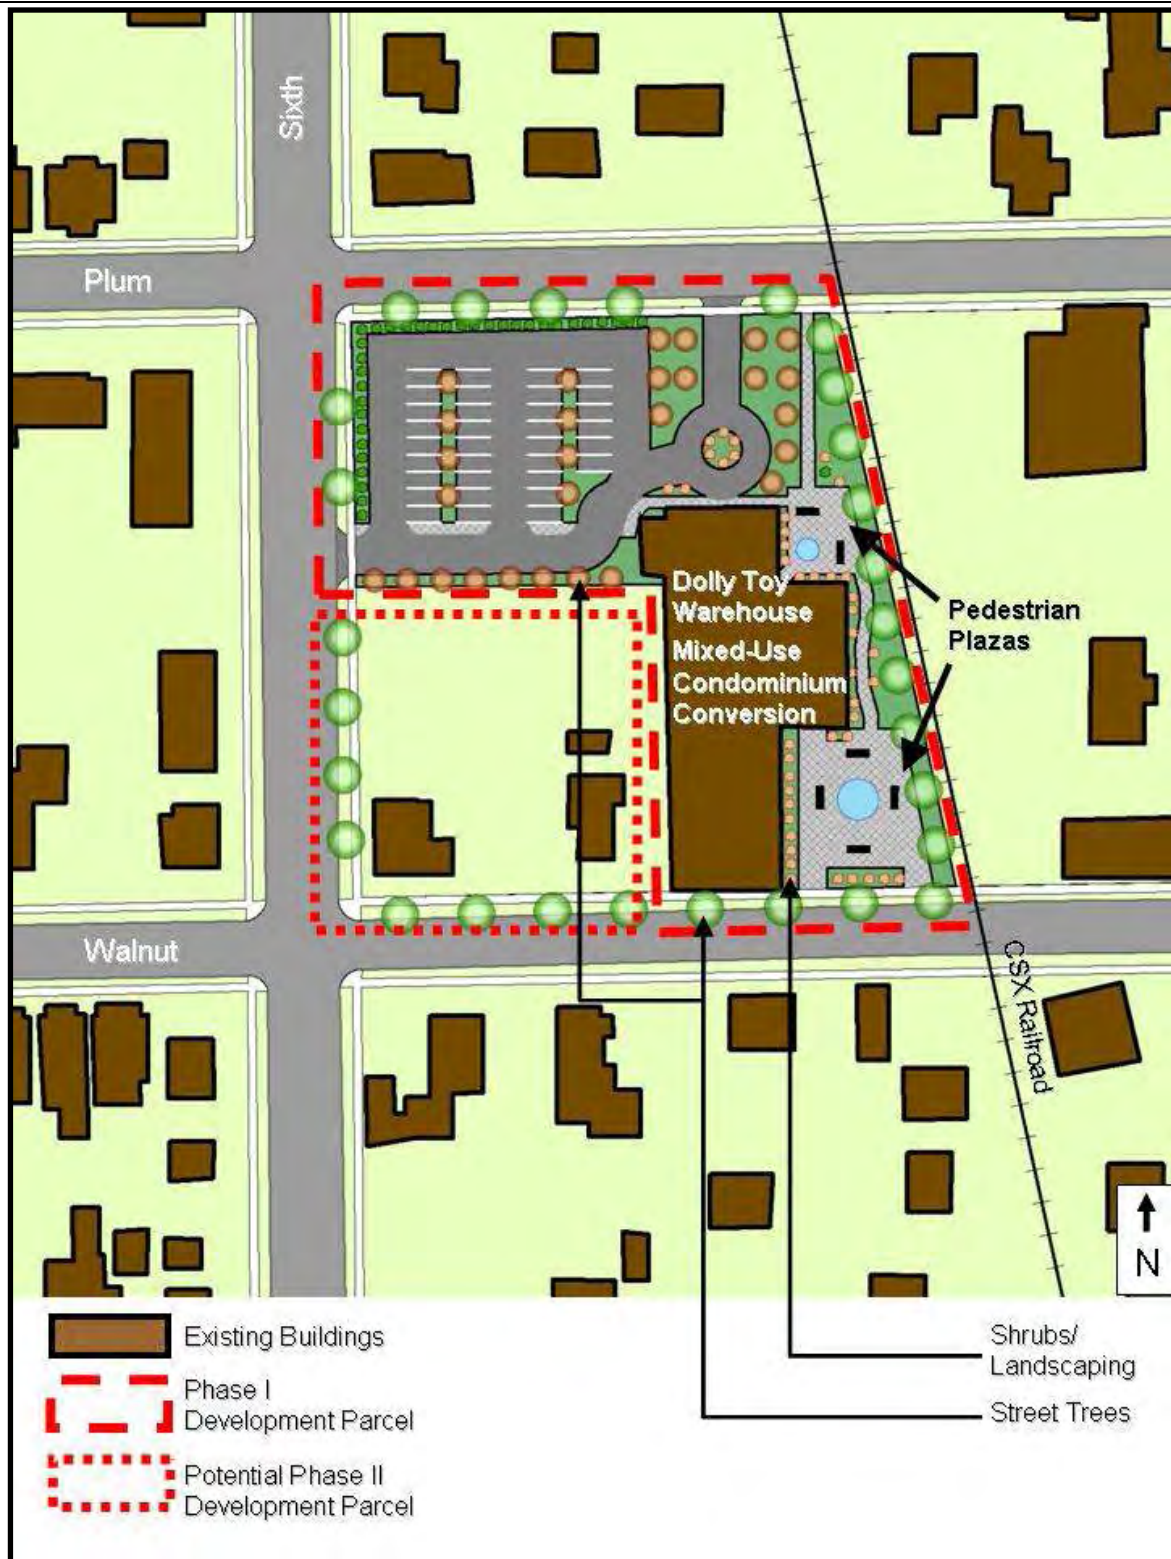 Sixth
Plum
Dolly Toy
Warehouse
Mixed-Use
Condominium
Conversion
Pedestrian
Plazas
Walnut
CSX Railroad
N
Existing Buildings
Phase I
Development Parcel
Potential Phase II
Development Parcel
Shrubs/
Landscaping
Street Trees